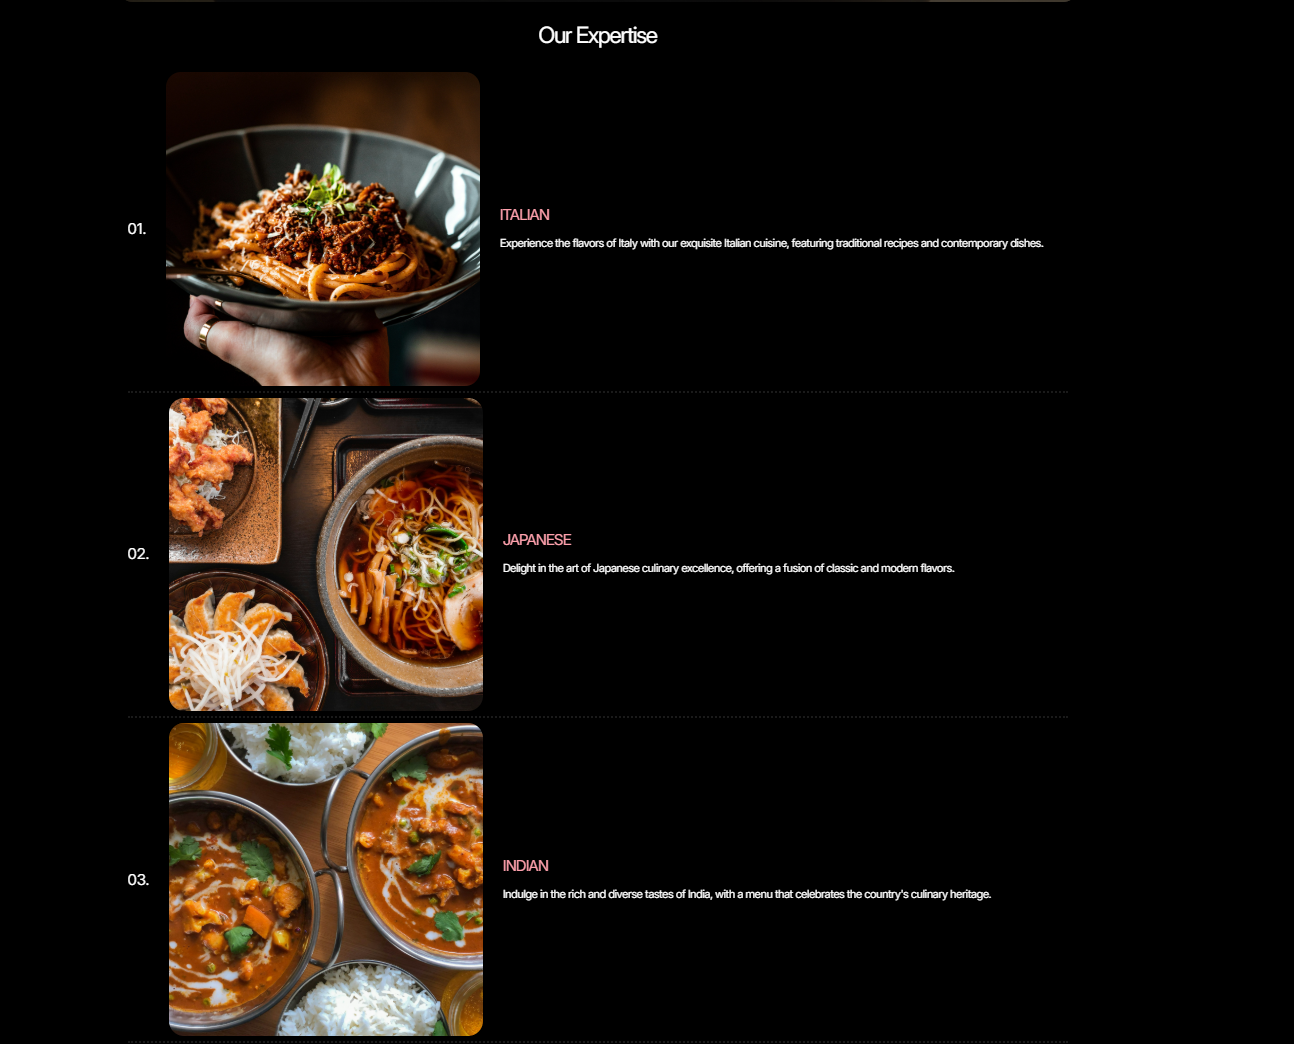 Our Expertise
01.
ITALIAN
Experience the flavors of Italy with our exquisite Italian cuisine, featuring traditional recipes and contemporary dishes.
02.
JAPANESE
Delight in the art of Japanese culinary excellence, offering a fusion of classic and modern flavors.
03.
INDIAN
Indulge in the rich and diverse tastes of India, with a menu that celebrates the country's culinary heritage.